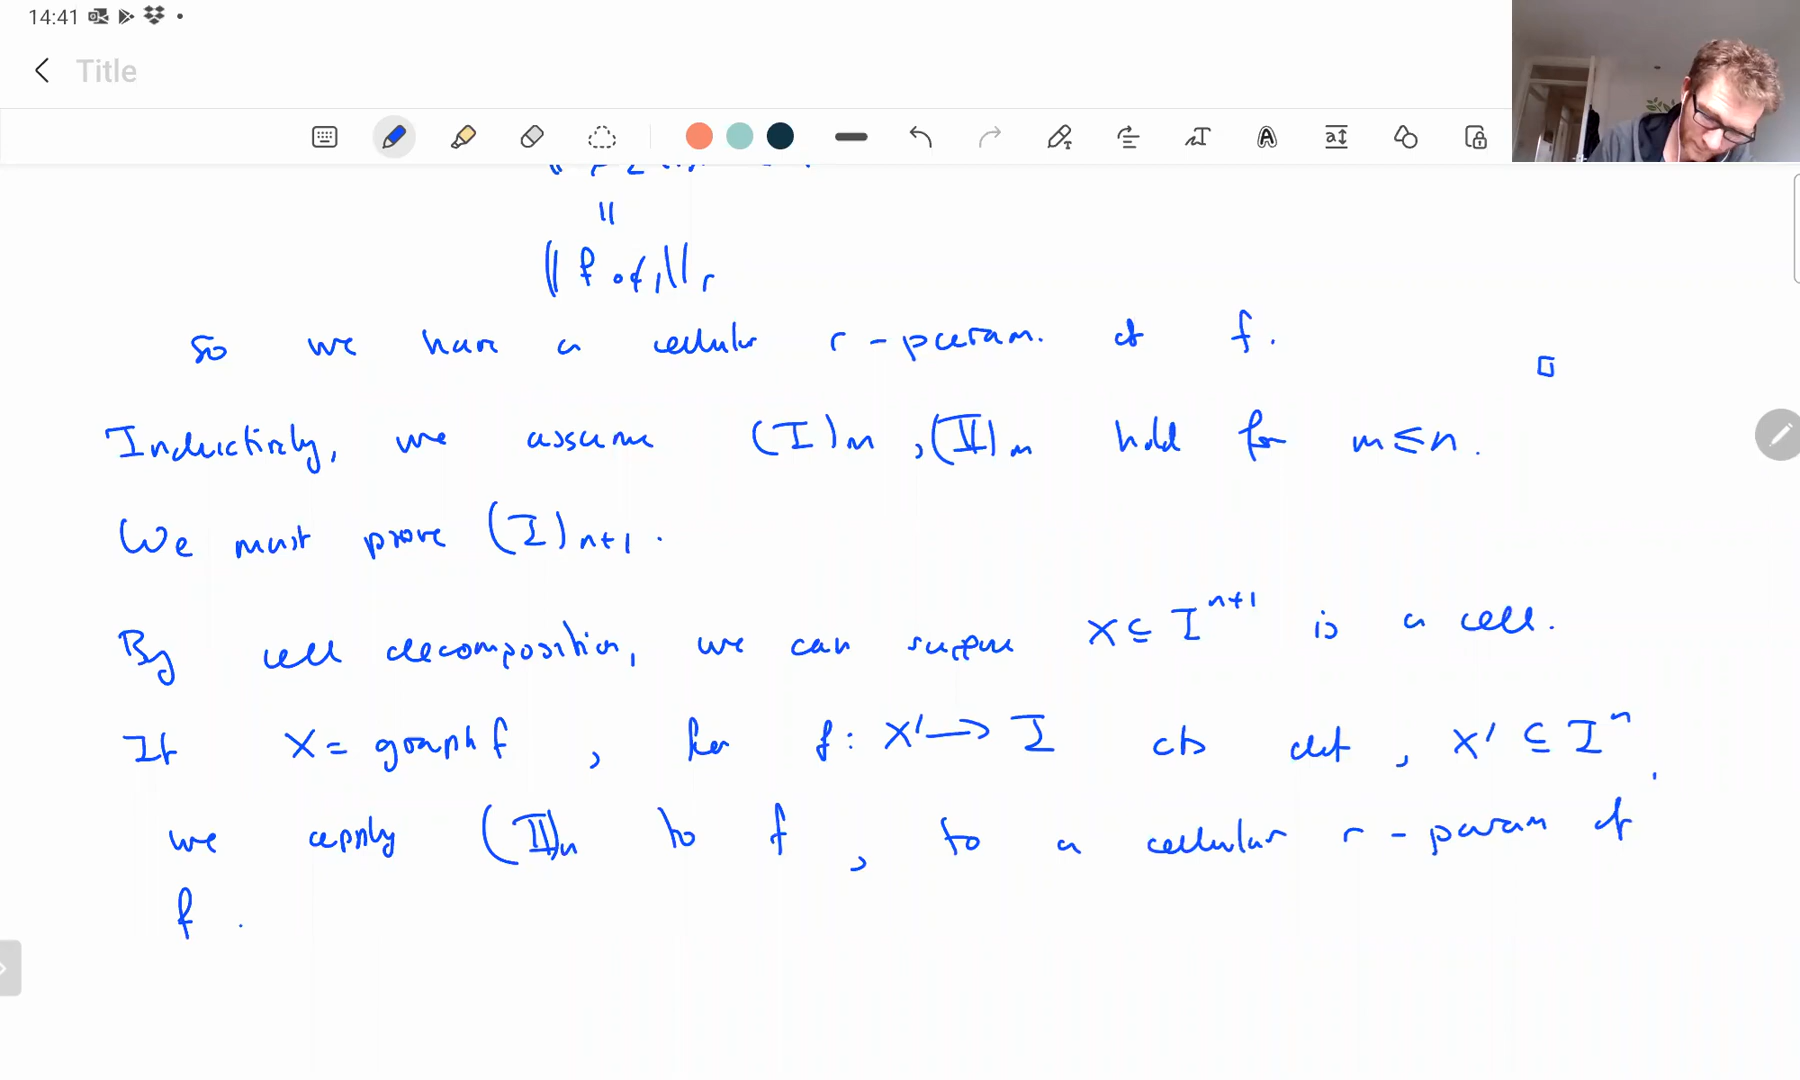 14:41
Title
||
‖ f ∘ φ₁ ‖ᵣ
So we have a cellular r-param. of f. □
Inductively, we assume (I)ₘ, (II)ₘ hold for m ≤ n.
We must prove (I)ₙ₊₁.
By cell decomposition, we can suppose X ⊆ Iⁿ⁺¹ is a cell.
If X = graph f, for f: X' → I cts def, X' ⊆ Iⁿ,
we apply (II)ₙ to f, to a cellular r-param of
f.